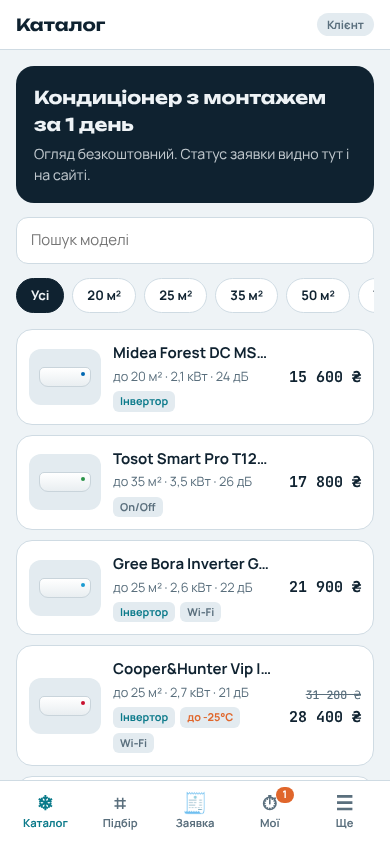 Каталог
Клієнт
Кондиціонер з монтажем
за 1 день
Огляд безкоштовний. Статус заявки видно тут і
на сайті.
Пошук моделі
Усі
20 м²
25 м²
35 м²
50 м²
Midea Forest DC MS…
до 20 м² · 2,1 кВт · 24 дБ
15 600 ₴
Інвертор
Tosot Smart Pro T12…
до 35 м² · 3,5 кВт · 26 дБ
17 800 ₴
On/Off
Gree Bora Inverter G…
до 25 м² · 2,6 кВт · 22 дБ
21 900 ₴
Інвертор
Wi-Fi
Cooper&Hunter Vip I…
до 25 м² · 2,7 кВт · 21 дБ
31 200 ₴
28 400 ₴
Інвертор
до -25°C
Wi-Fi
1
Каталог
Підбір
Заявка
Мої
Ще